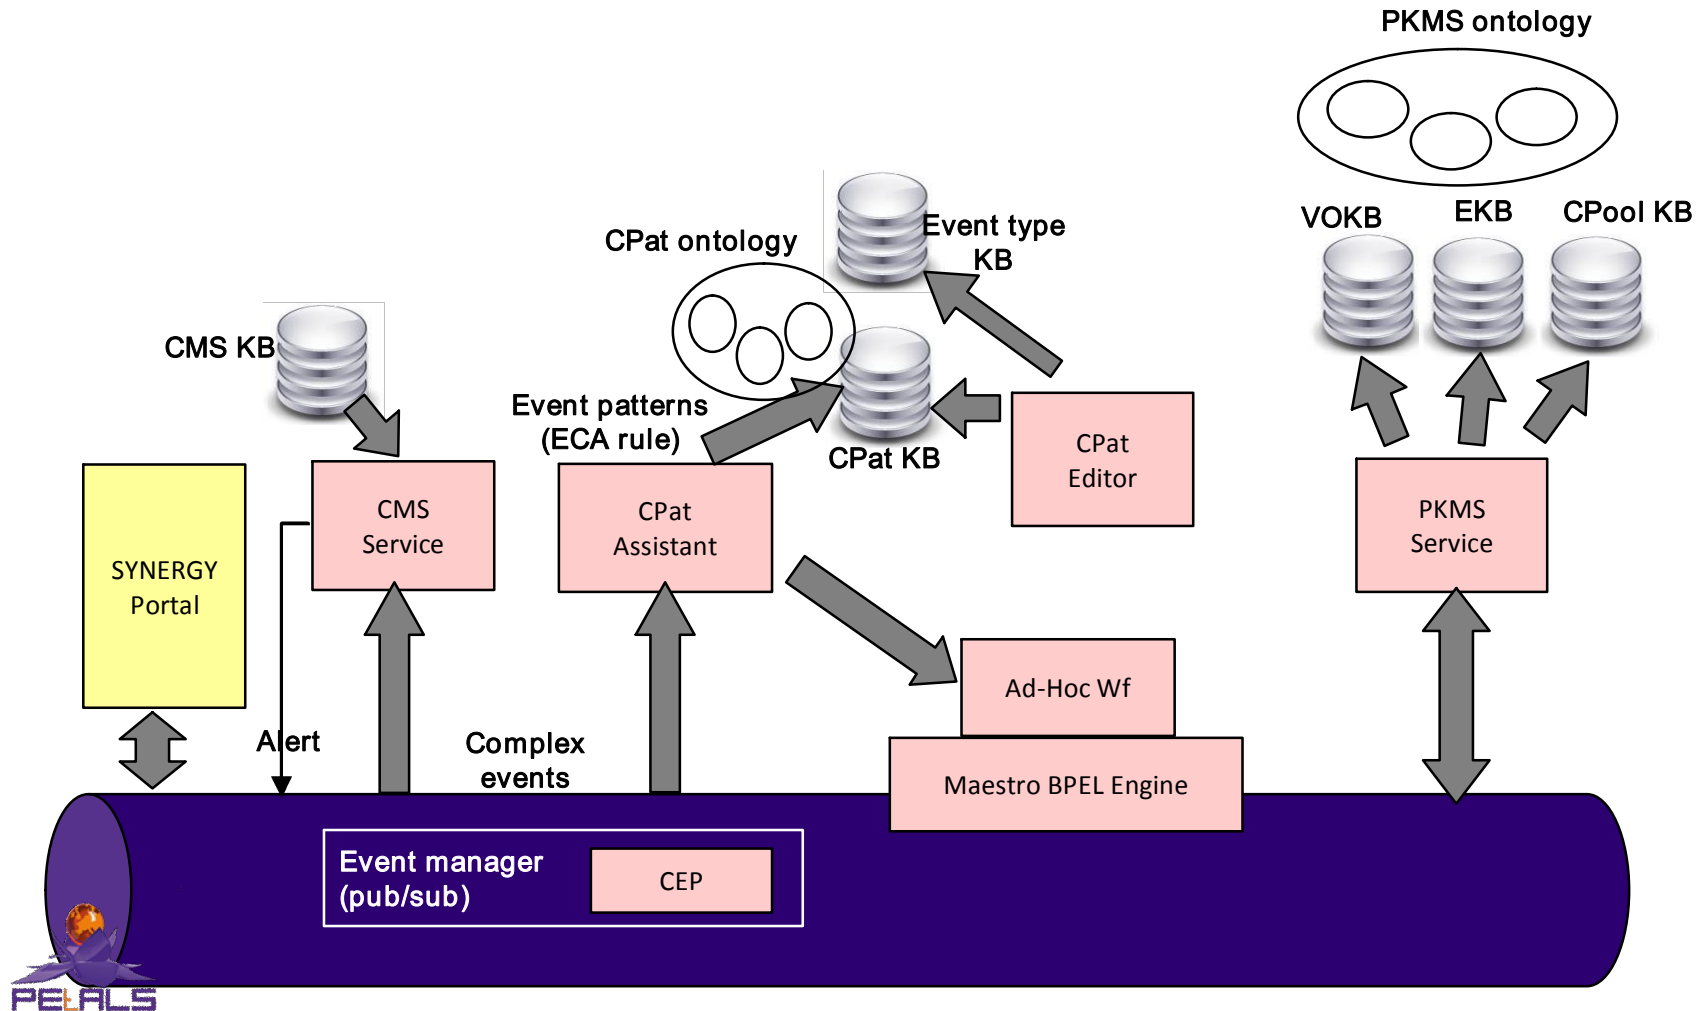 PKMS ontology
VOKB
EKB
CPool KB
Event type
KB
CPat ontology
CMS KB
Event patterns
(ECA rule)
CPat KB
CPat
Editor
SYNERGY
Portal
CMS
Service
CPat
Assistant
PKMS
Service
Ad-Hoc Wf
Alert
Complex
events
Maestro BPEL Engine
Event manager
(pub/sub)
CEP
PEtALS